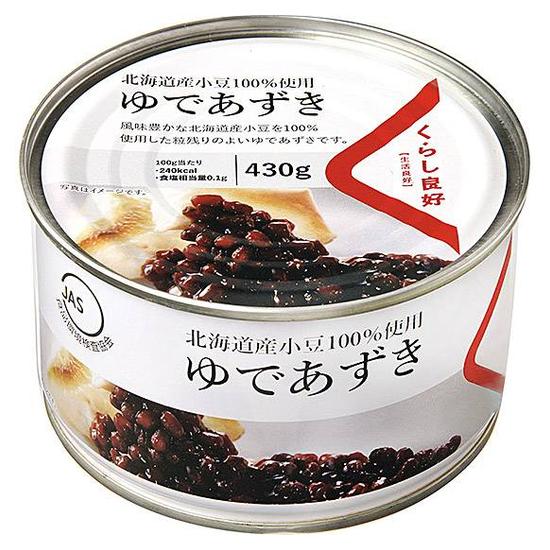 北海道産小豆100%使用
ゆであずき
風味豊かな北海道産小豆を100%
使用した粒残りのよいゆであずきです。
100g当たり
・240kcal
・食塩相当量0.1g
430g
写真はイメージです。
くらし良好
【生活良好】
JAS
北海道産小豆100%使用
ゆであずき